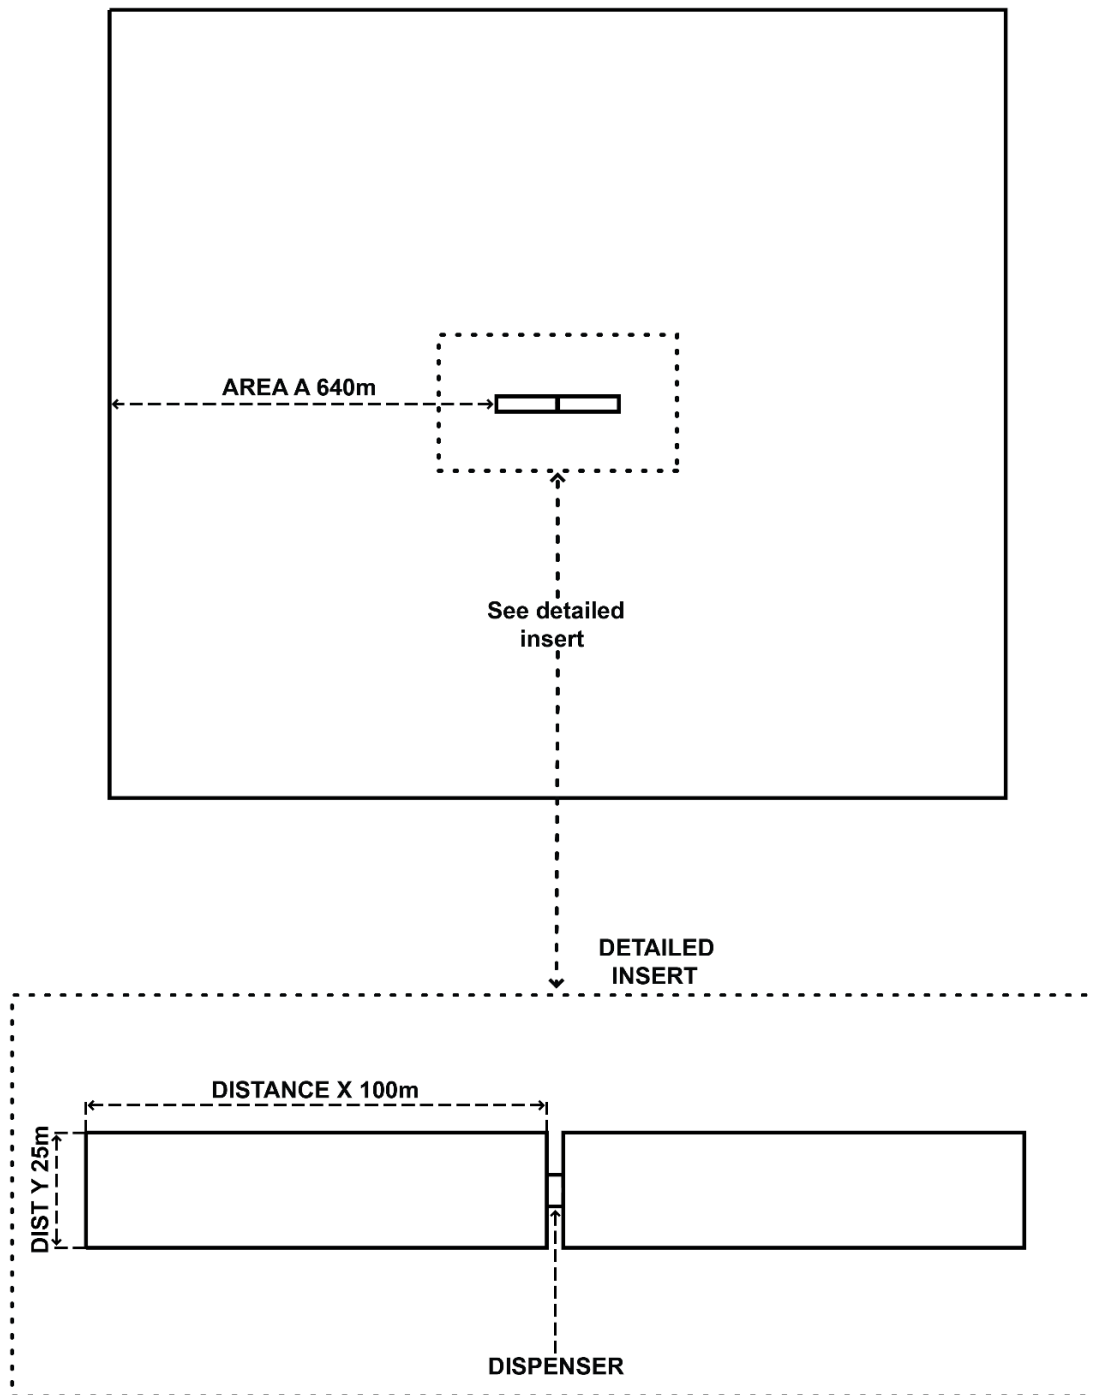 AREA A 640m
See detailed
insert
DETAILED
INSERT
DISTANCE X 100m
DIST Y 25m
DISPENSER